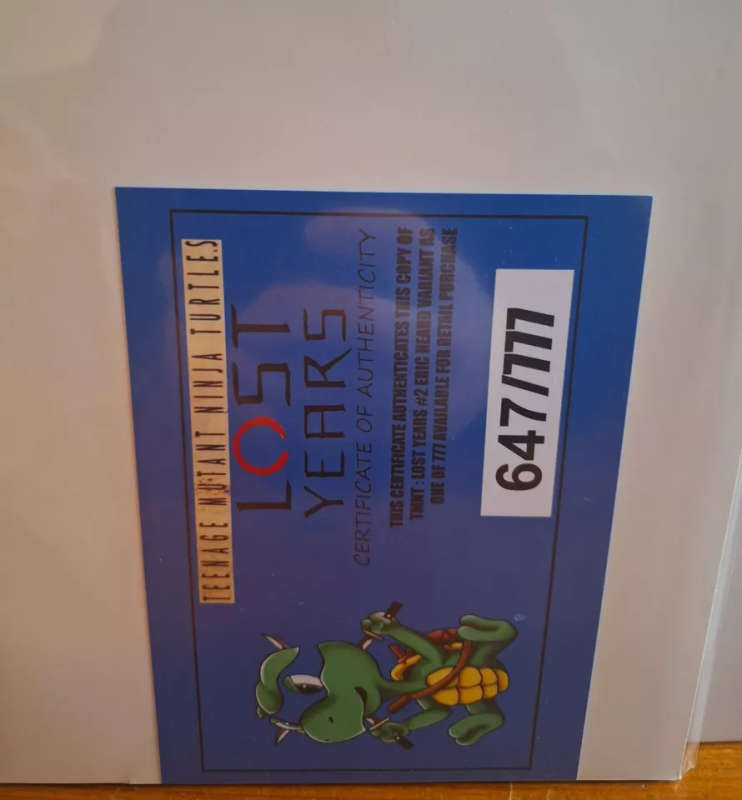 TEENAGE MUTANT NINJA TURTLES
LOST
YEARS
CERTIFICATE OF AUTHENTICITY
THIS CERTIFICATE AUTHENTICATES THIS COPY OF
TMNT : LOST YEARS #2 ERIC HEARD VARIANT AS
ONE OF 777 AVAILABLE FOR RETAIL PURCHASE
647/777